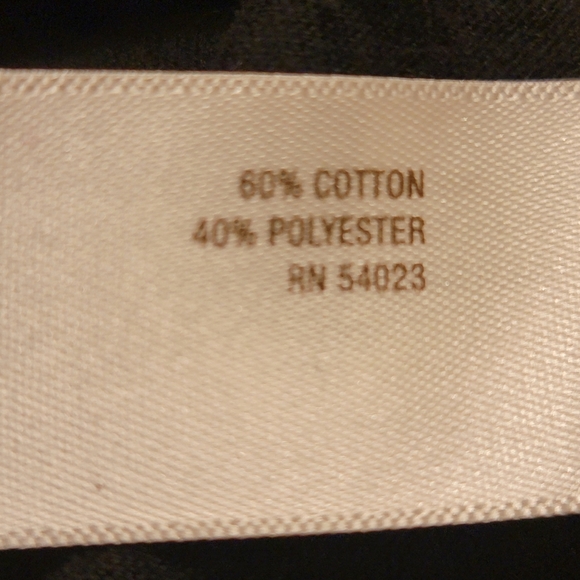 60% COTTON
40% POLYESTER
RN 54023